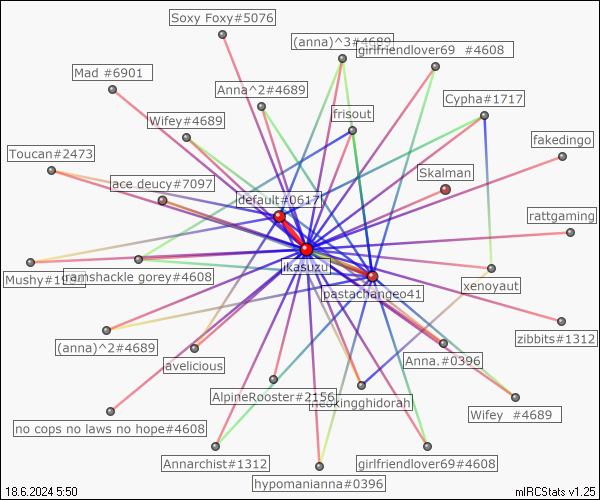 Soxy Foxy#5076
(anna)^3#4689
girlfriendlover69 #4608
Mad #6901
Anna^2#4689
Cypha#1717
frisout
Wifey#4689
fakedingo
Toucan#2473
Skalman
ace deucy#7097
default#0617
rattgaming
ikasuzu
Mushy#1944
ramshackle gorey#4608
xenoyaut
pastachangeo41
zibbits#1312
(anna)^2#4689
Anna.#0396
avelicious
AlpineRooster#2156
neokingghidorah
Wifey #4689
no cops no laws no hope#4608
Annarchist#1312
girlfriendlover69#4608
hypomanianna#0396
18.6.2024 5:50
mIRCStats v1.25